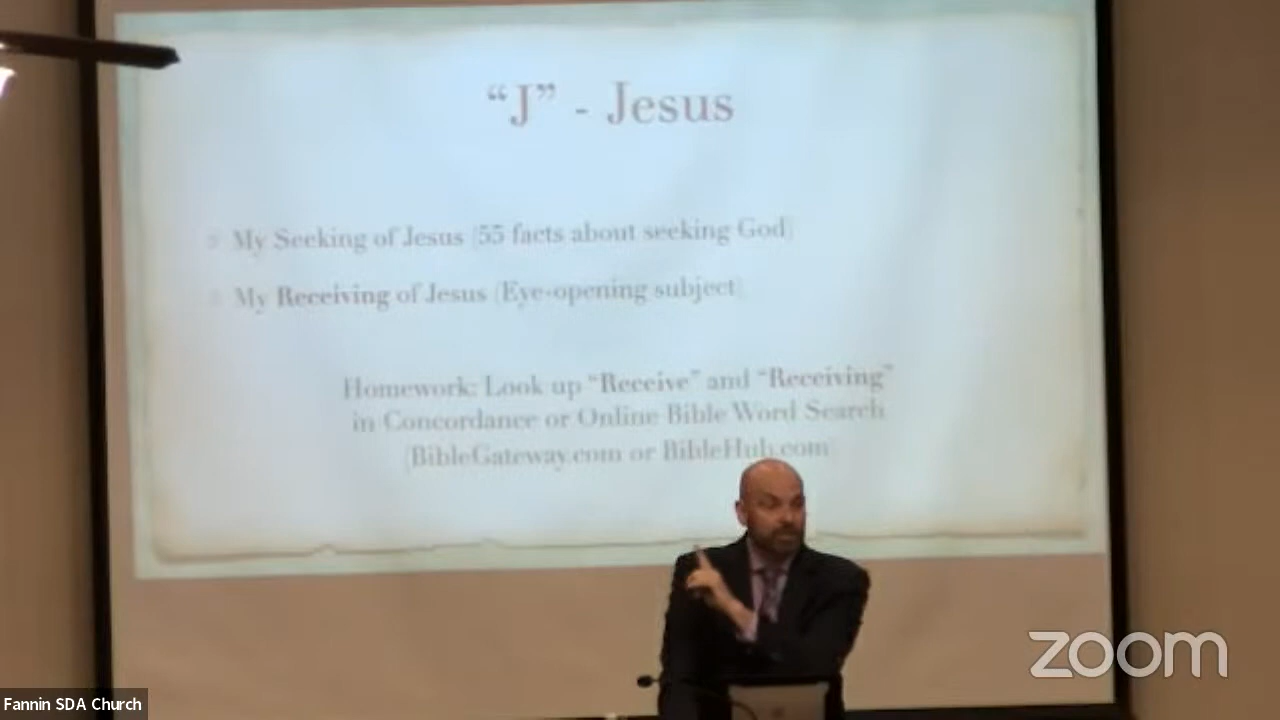 “J” - Jesus
My Seeking of Jesus (55 facts about seeking God)
My Receiving of Jesus (Eye-opening subject)
Homework: Look up “Receive” and “Receiving”
in Concordance or Online Bible Word Search
(BibleGateway.com or BibleHub.com)
zoom
Fannin SDA Church